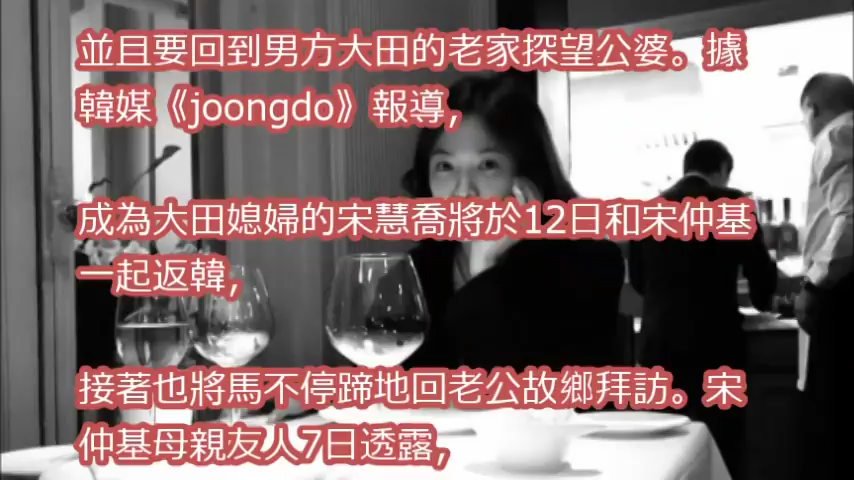 並且要回到男方大田的老家探望公婆。據
韓媒《joongdo》報導,
成為大田媳婦的宋慧喬將於12日和宋仲基
一起返韓,
接著也將馬不停蹄地回老公故鄉拜訪。宋
仲基母親友人7日透露,